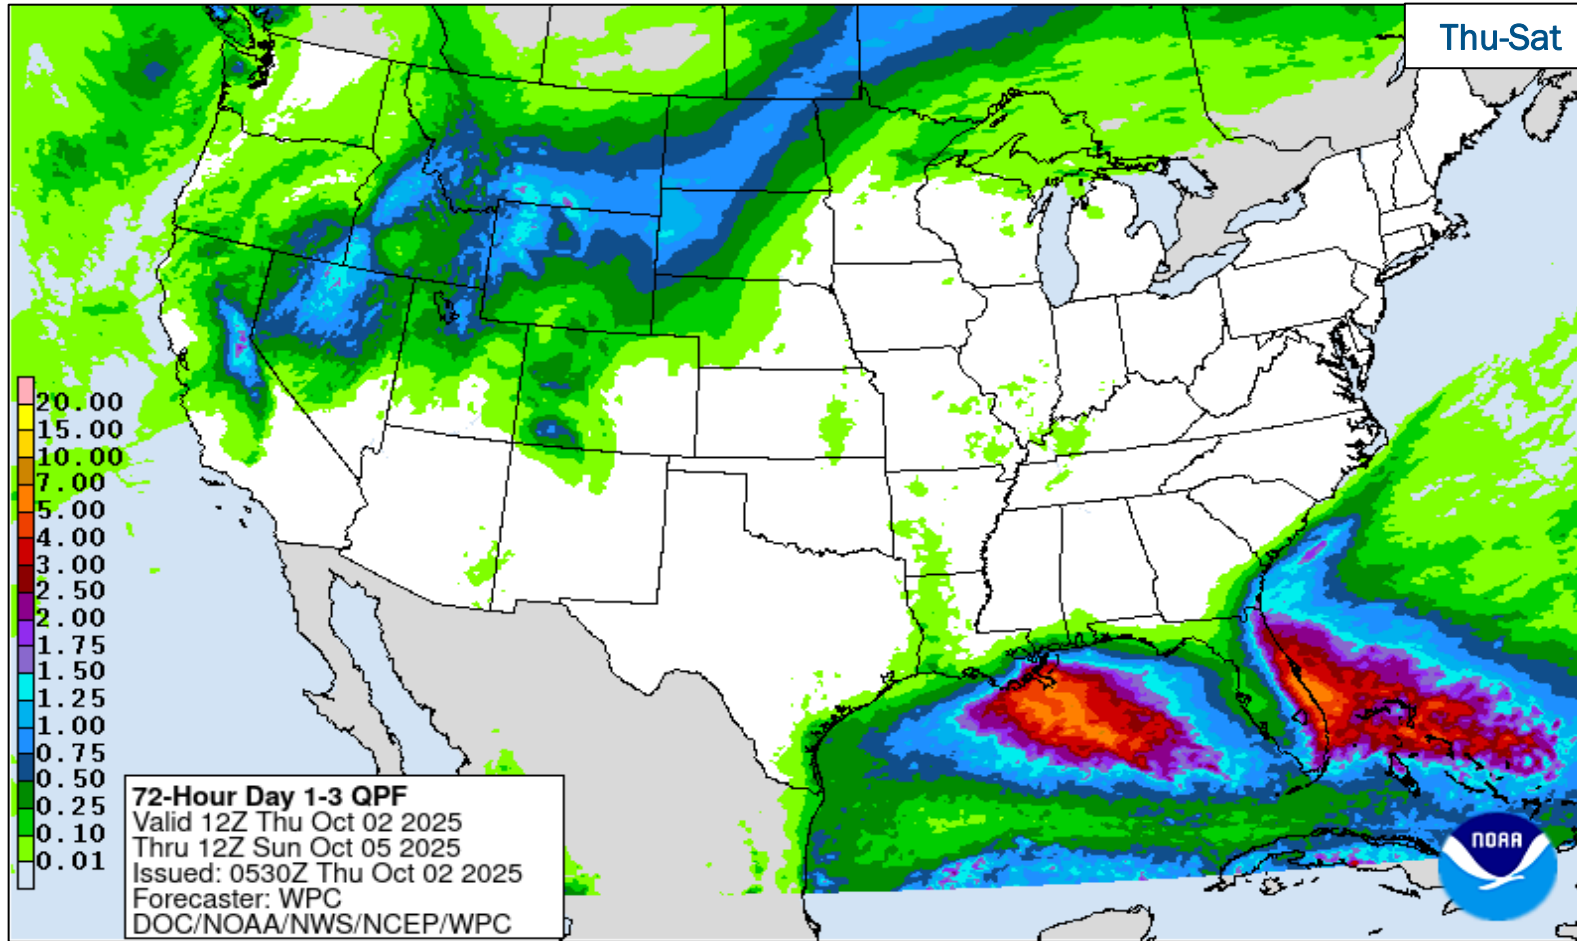 Thu-Sat
20.00
15.00
10.00
7.00
5.00
4.00
3.00
2.50
2.00
1.75
1.50
1.25
1.00
0.75
0.50
0.25
0.10
0.01
72-Hour Day 1-3 QPF
Valid 12Z Thu Oct 02 2025
Thru 12Z Sun Oct 05 2025
Issued: 0530Z Thu Oct 02 2025
Forecaster: WPC
DOC/NOAA/NWS/NCEP/WPC
NOAA